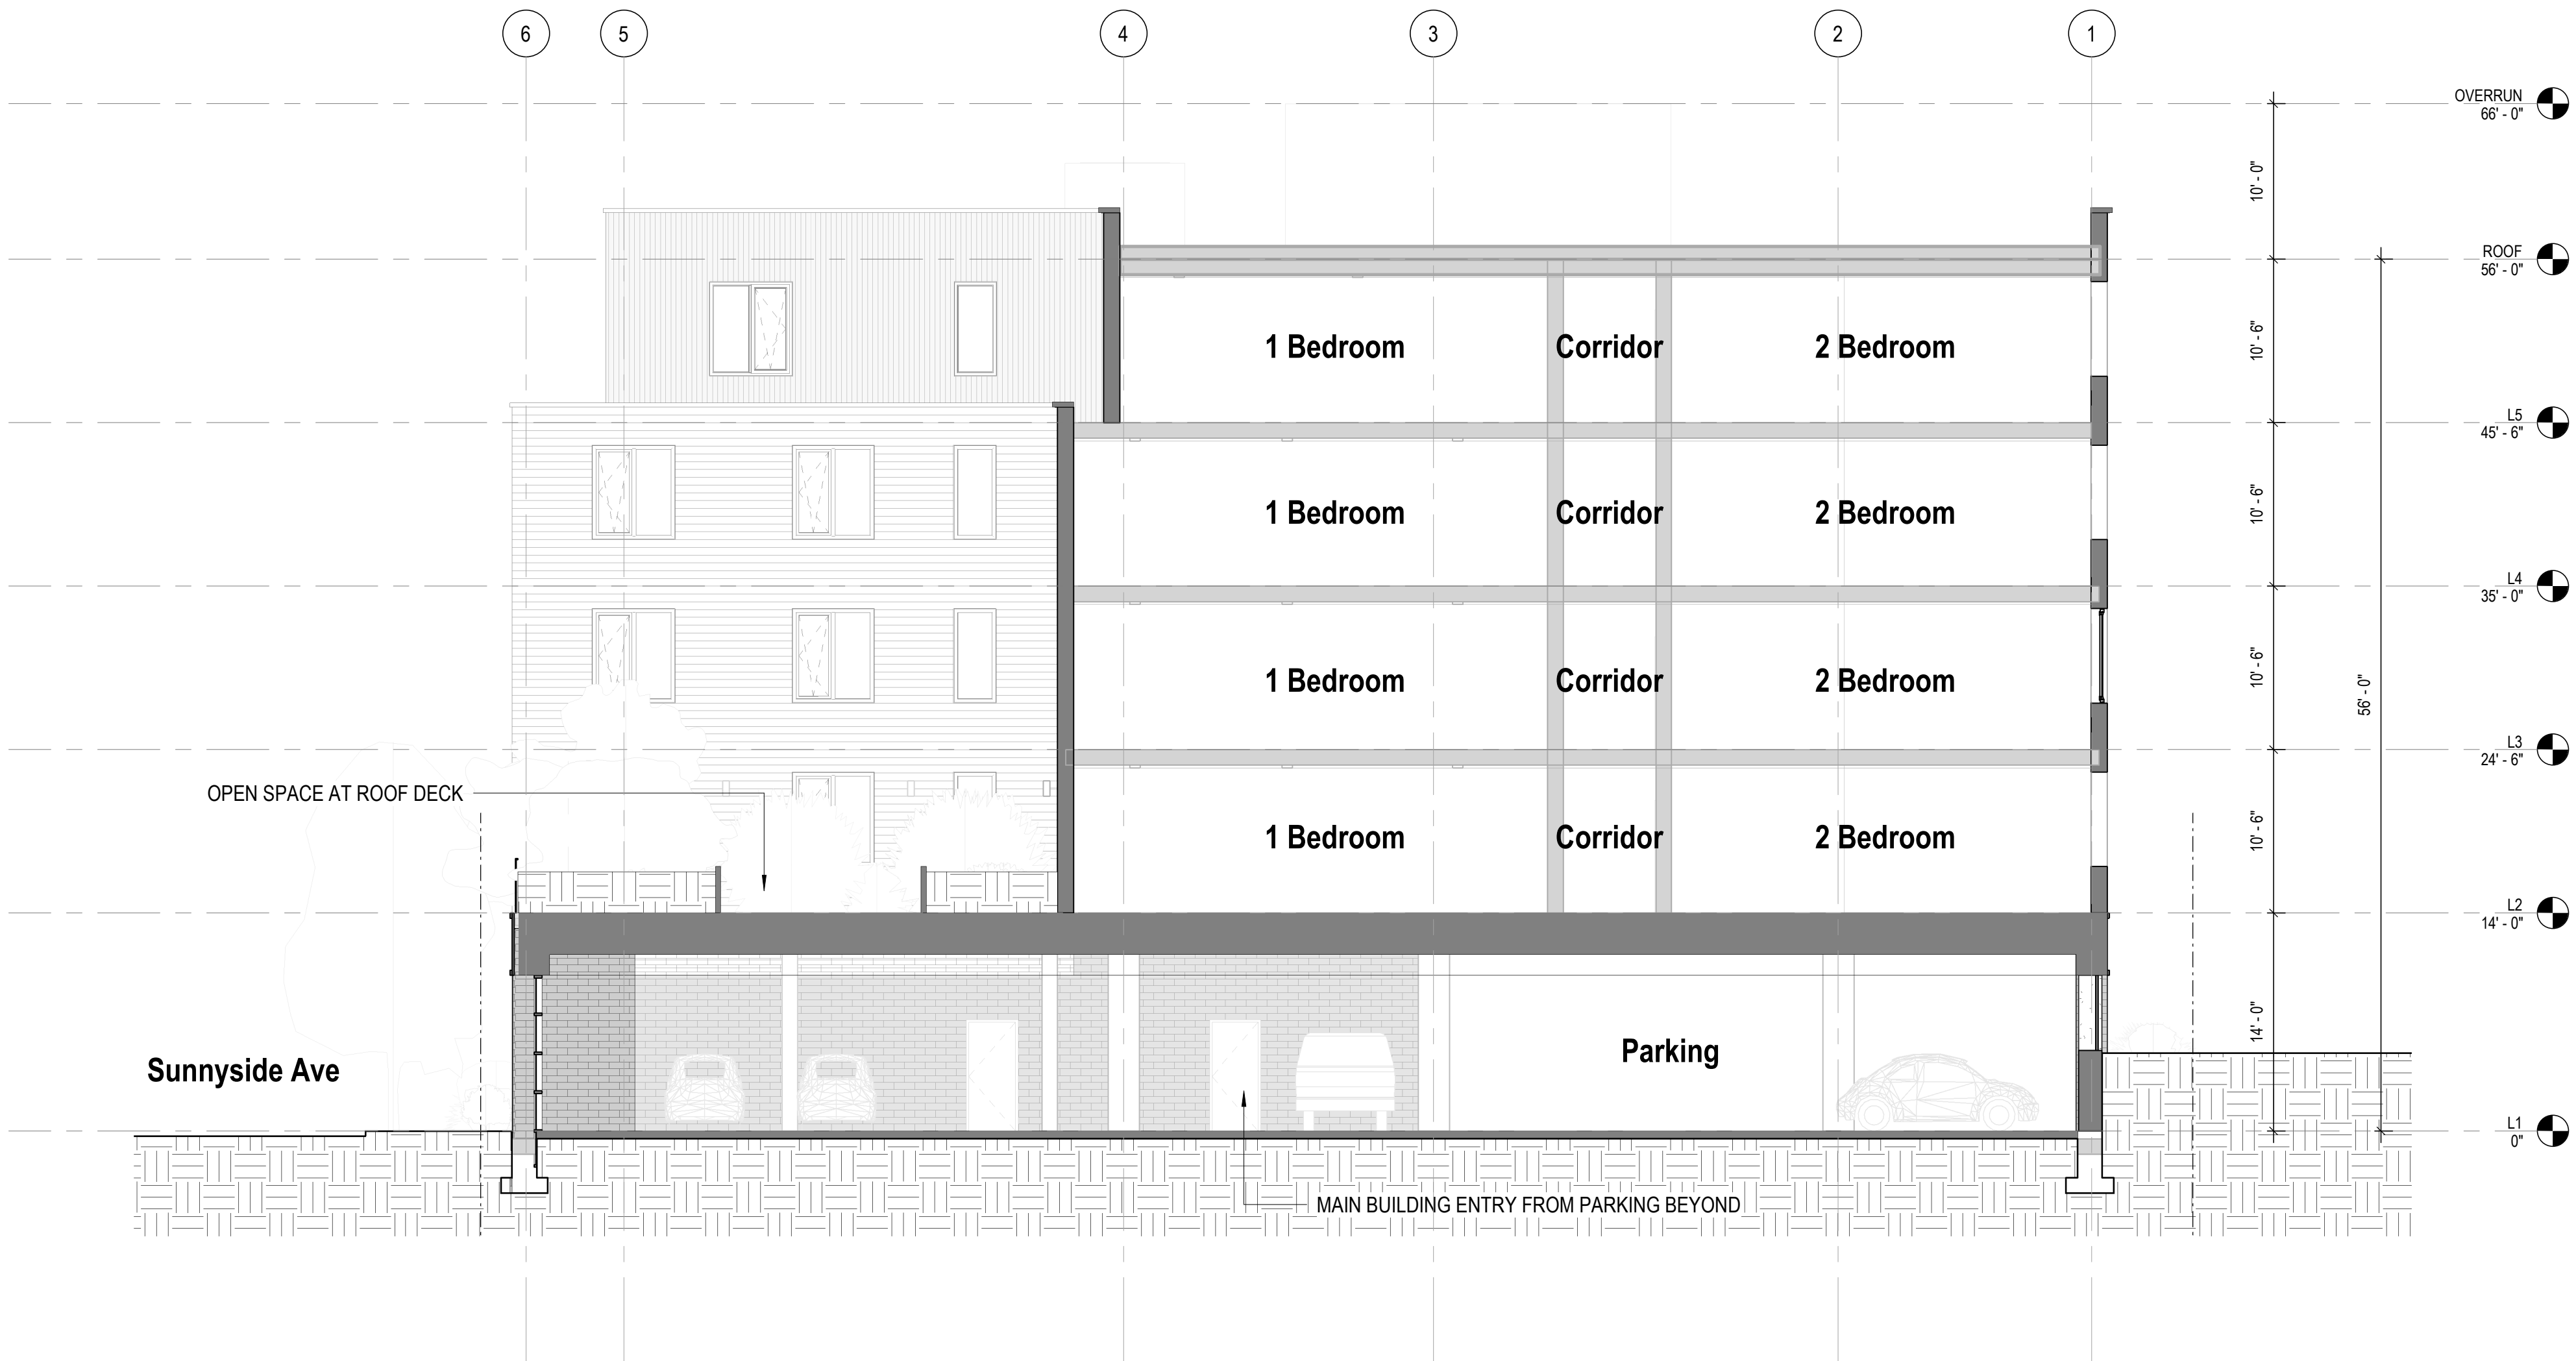 6 5 4 3 2 1
OVERRUN
66' - 0"
10' - 0"
ROOF
56' - 0"
1 Bedroom Corridor 2 Bedroom
10' - 6"
L5
45' - 6"
1 Bedroom Corridor 2 Bedroom
10' - 6"
L4
35' - 0"
1 Bedroom Corridor 2 Bedroom
10' - 6"
56' - 0"
L3
24' - 6"
OPEN SPACE AT ROOF DECK
1 Bedroom Corridor 2 Bedroom
10' - 6"
L2
14' - 0"
14' - 0"
Parking
Sunnyside Ave
L1
0"
MAIN BUILDING ENTRY FROM PARKING BEYOND